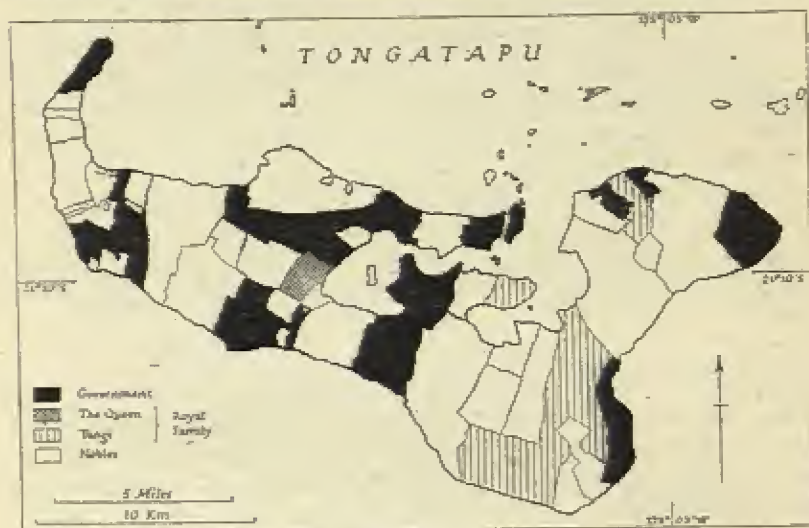 TONGATAPU
Government
The Queen
Royal
Family
Tungi
Nobles
5 Miles
10 Km